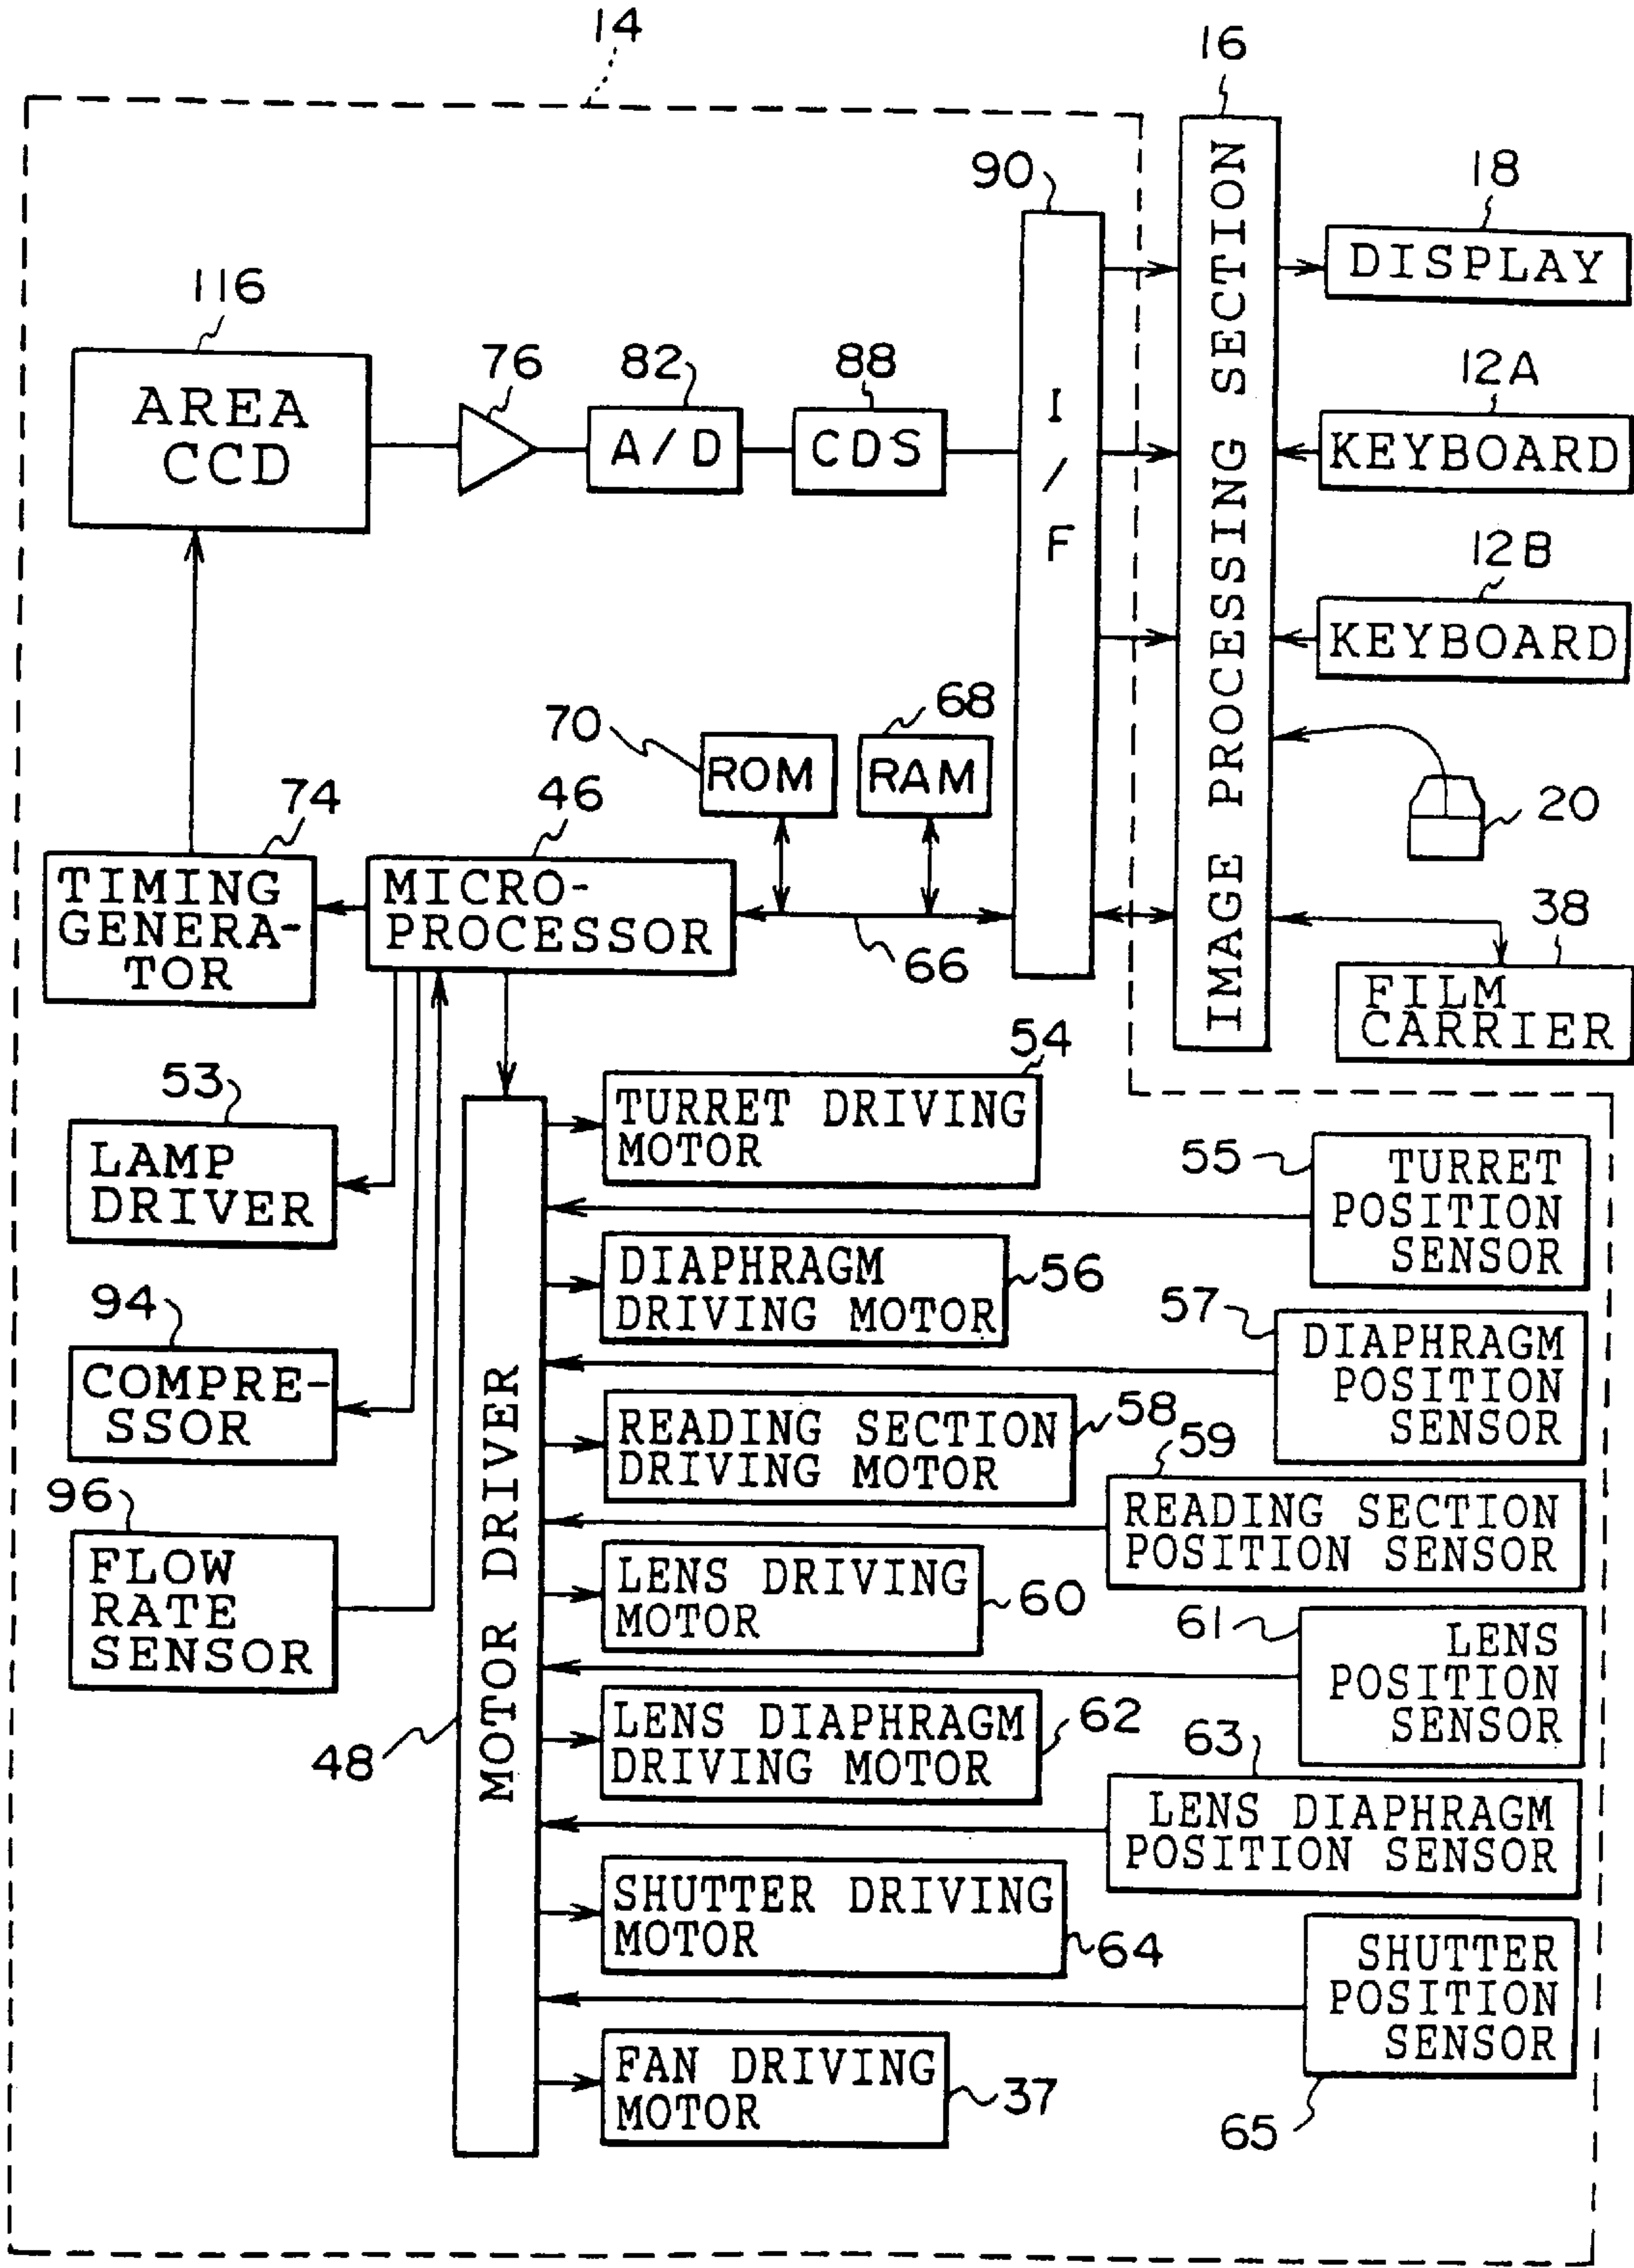 14
16
90
18
DISPLAY
116
AREA
CCD
76
82
A/D
88
CDS
I
/
F
IMAGE PROCESSING SECTION
12A
KEYBOARD
12B
KEYBOARD
20
38
FILM
CARRIER
70
ROM
68
RAM
74
TIMING
GENERA-
TOR
46
MICRO-
PROCESSOR
66
53
LAMP
DRIVER
94
COMPRE-
SSOR
96
FLOW
RATE
SENSOR
48
MOTOR DRIVER
54
TURRET DRIVING
MOTOR
55
TURRET
POSITION
SENSOR
DIAPHRAGM
DRIVING MOTOR
56
57
DIAPHRAGM
POSITION
SENSOR
READING SECTION
DRIVING MOTOR
58
59
READING SECTION
POSITION SENSOR
LENS DRIVING
MOTOR
60
61
LENS
POSITION
SENSOR
LENS DIAPHRAGM
DRIVING MOTOR
62
63
LENS DIAPHRAGM
POSITION SENSOR
SHUTTER DRIVING
MOTOR
64
SHUTTER
POSITION
SENSOR
65
FAN DRIVING
MOTOR
37